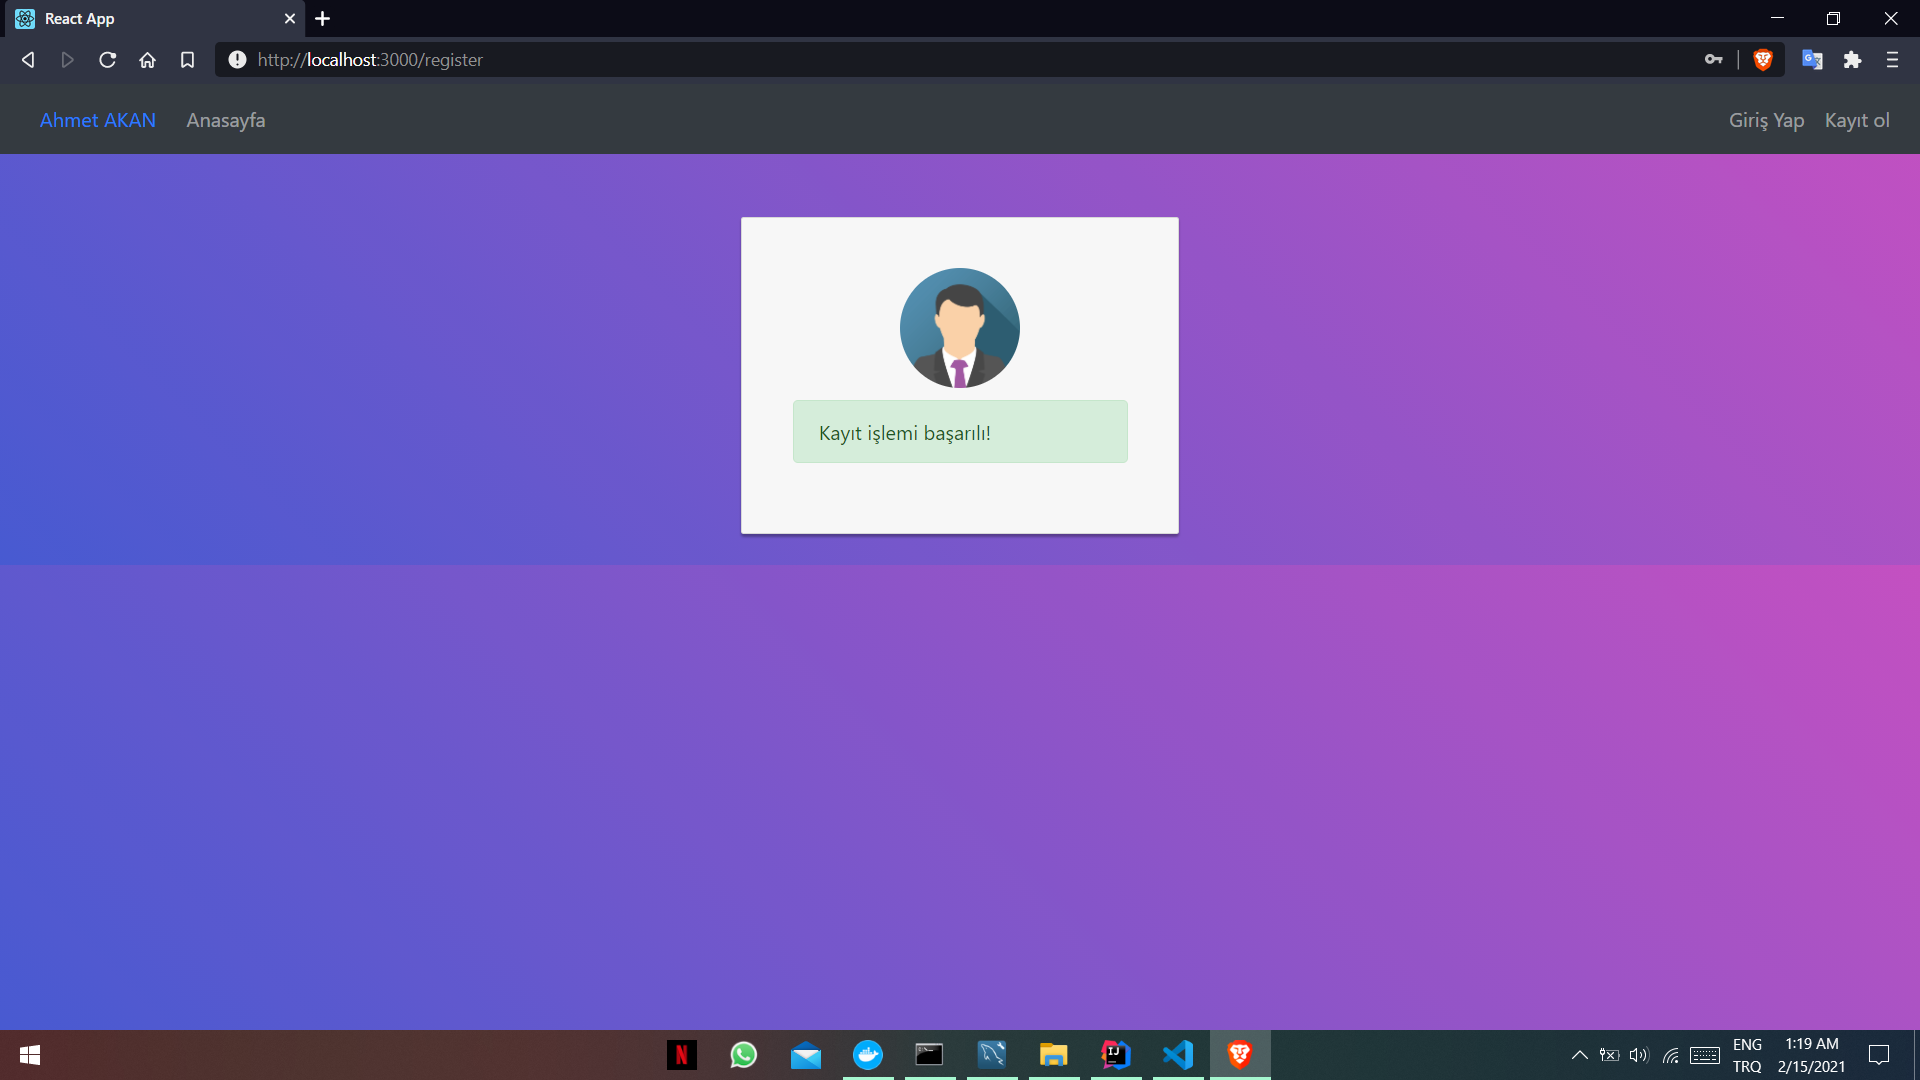 React App
http://localhost:3000/register
Ahmet AKAN Anasayfa Giriş Yap Kayıt ol
Kayıt işlemi başarılı!
ENG 1:19 AM
TRQ 2/15/2021